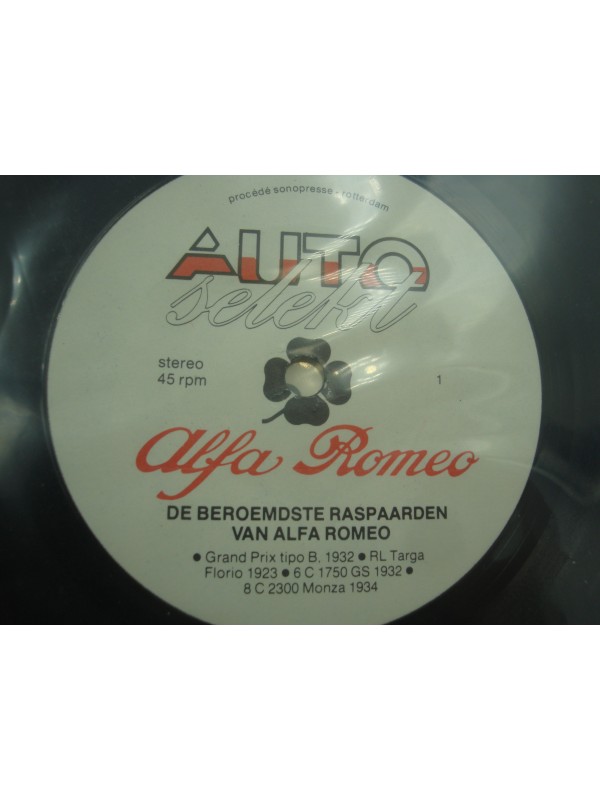 procédé sonopresse - rotterdam
AUTO
selekt
stereo
45 rpm
1
Alfa Romeo
DE BEROEMDSTE RASPAARDEN
VAN ALFA ROMEO
● Grand Prix tipo B, 1932 ● RL Targa
Florio 1923 ● 6 C 1750 GS 1932 ●
8 C 2300 Monza 1934